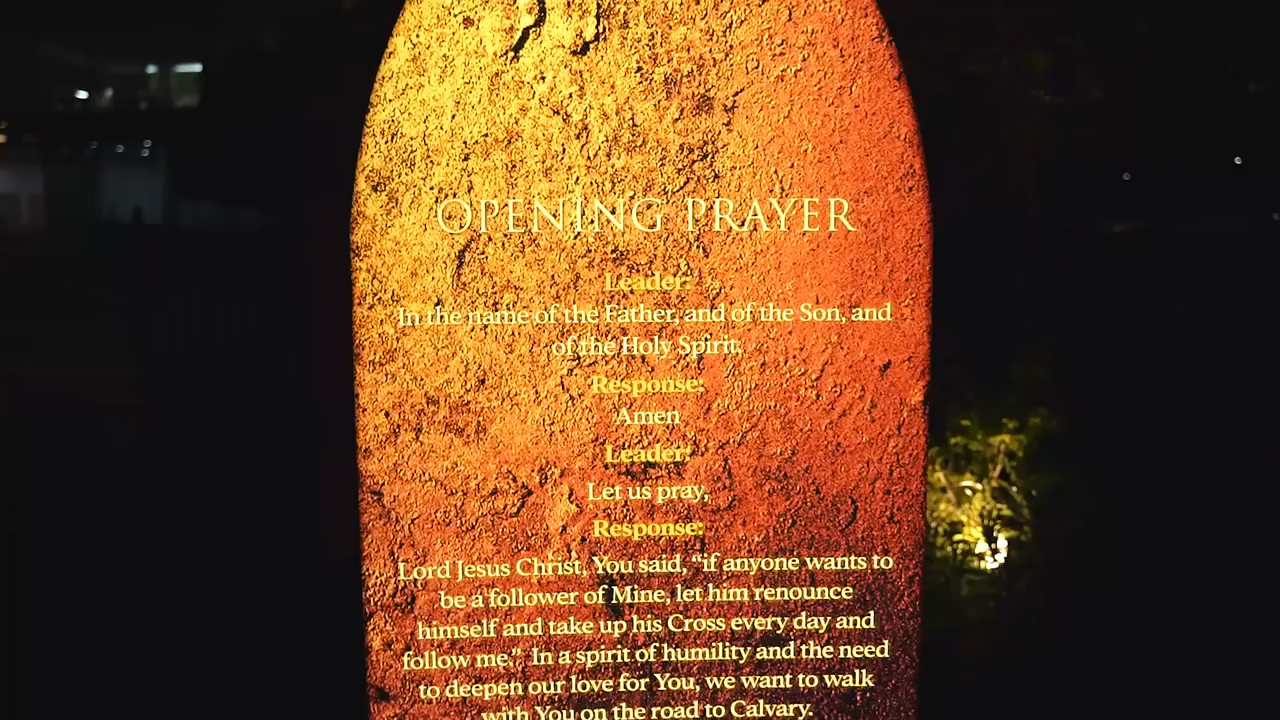 OPENING PRAYER
Leader:
In the name of the Father, and of the Son, and
of the Holy Spirit.
Response:
Amen
Leader:
Let us pray,
Response:
Lord Jesus Christ, You said, “if anyone wants to
be a follower of Mine, let him renounce
himself and take up his Cross every day and
follow me.” In a spirit of humility and the need
to deepen our love for You, we want to walk
with You on the road to Calvary.